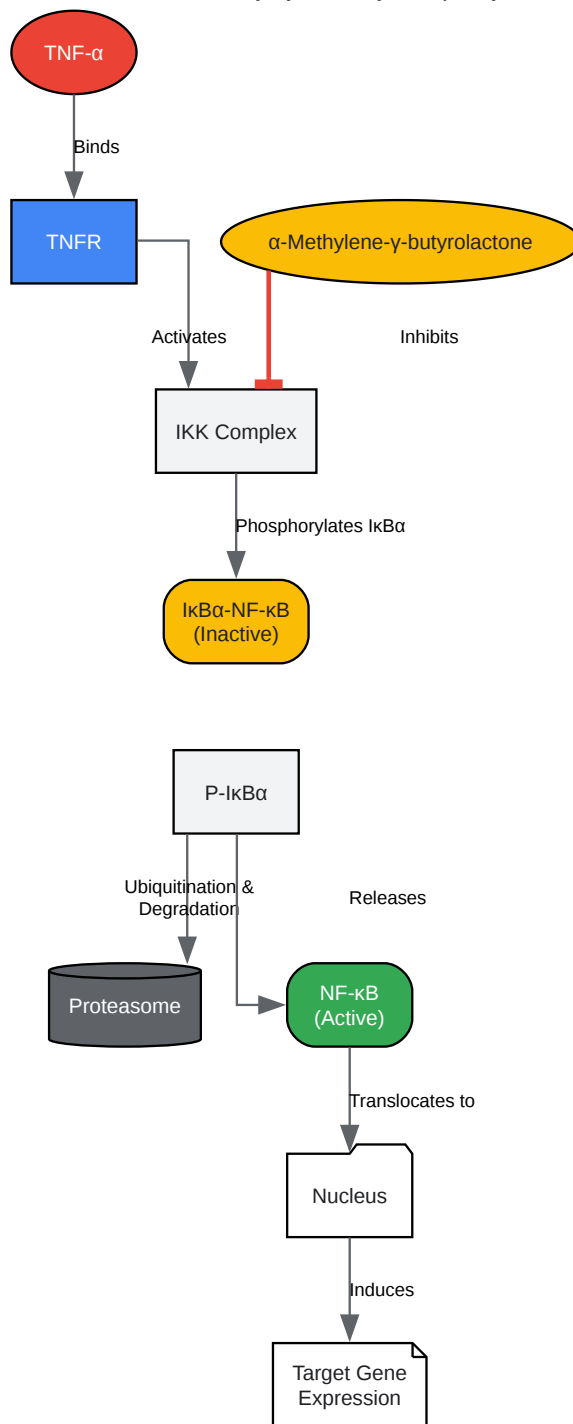 TNF-α
Binds
TNFR
α-Methylene-γ-butyrolactone
Activates
Inhibits
IKK Complex
Phosphorylates IκBα
IκBα-NF-κB
(Inactive)
P-IκBα
Ubiquitination &
Degradation
Releases
Proteasome
NF-κB
(Active)
Translocates to
Nucleus
Induces
Target Gene
Expression